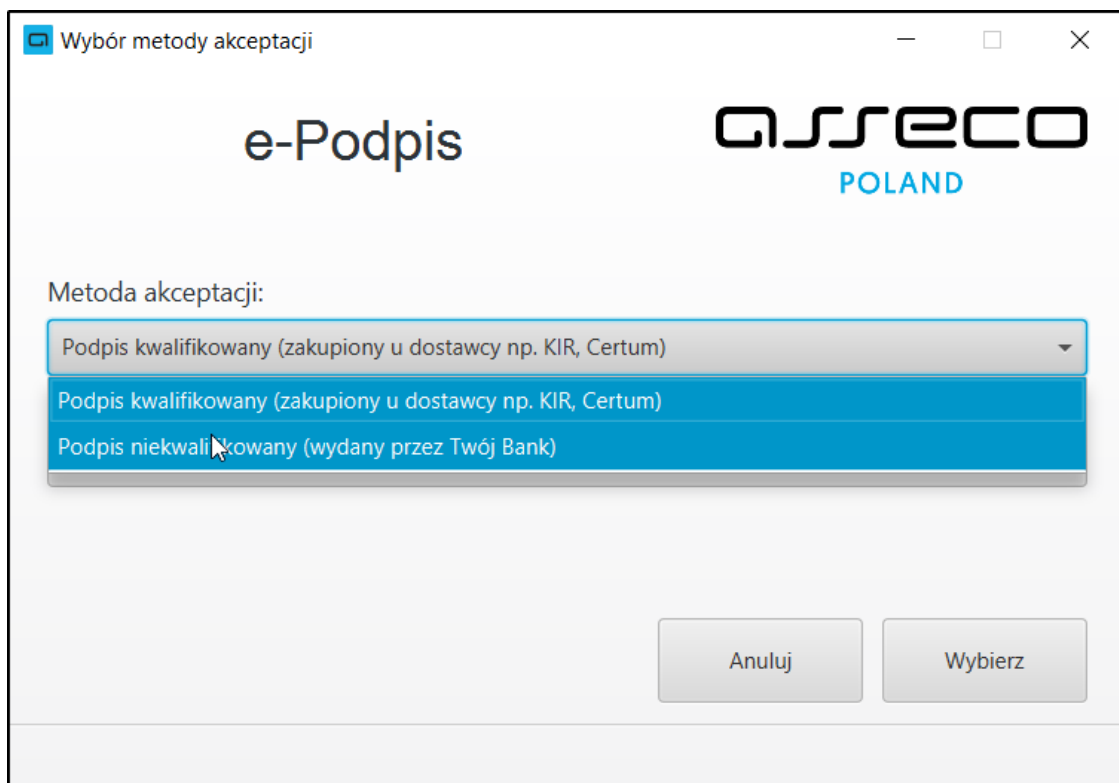 Wybór metody akceptacji
e-Podpis
asseco
POLAND
Metoda akceptacji:
Podpis kwalifikowany (zakupiony u dostawcy np. KIR, Certum)
Podpis kwalifikowany (zakupiony u dostawcy np. KIR, Certum)
Podpis niekwalifikowany (wydany przez Twój Bank)
Anuluj
Wybierz